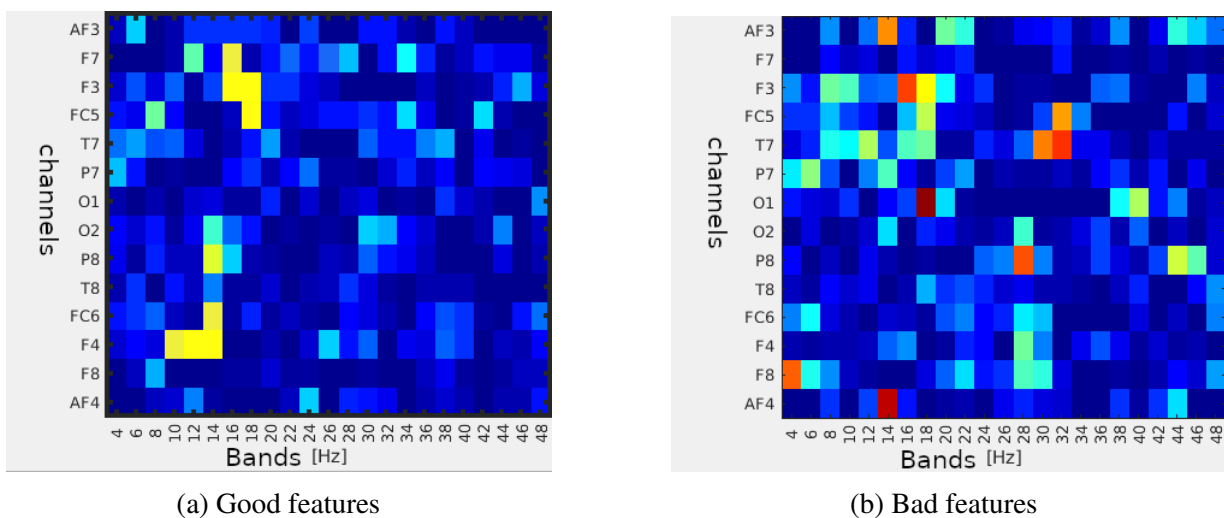 AF3
F7
F3
FC5
T7
P7
O1
O2
P8
T8
FC6
F4
F8
AF4
channels
4 6 8 10 12 14 16 18 20 22 24 26 28 30 32 34 36 38 40 42 44 46 48
Bands [Hz]
(a) Good features
AF3
F7
F3
FC5
T7
P7
O1
O2
P8
T8
FC6
F4
F8
AF4
channels
4 6 8 10 12 14 16 18 20 22 24 26 28 30 32 34 36 38 40 42 44 46 48
Bands [Hz]
(b) Bad features